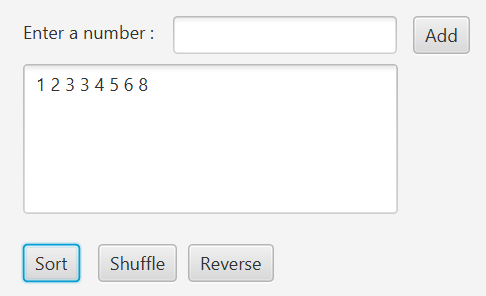 Enter a number : Add
1 2 3 3 4 5 6 8
Sort Shuffle Reverse